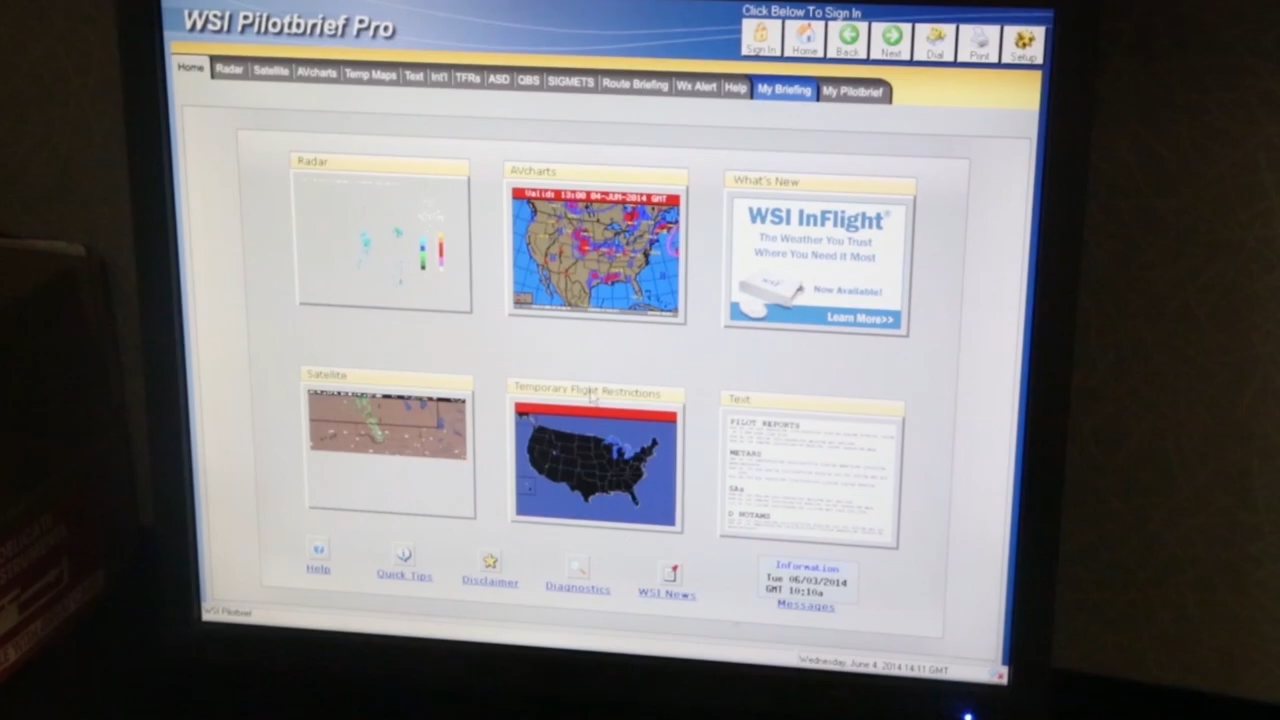 WSI Pilotbrief Pro
Click Below To Sign In
Sign In
Home
Back
Next
Dial
Print
Setup
Home
Radar
Satellite
AVcharts
Temp Maps
Text
Int'l
TFRs
ASD
QBS
SIGMETS
Route Briefing
Wx Alert
Help
My Briefing
My Pilotbrief
Radar
AVcharts
Valid: 13:00 04-JUN-2014 GMT
What's New
WSI InFlight®
The Weather You Trust
Where You Need it Most
Now Available!
Learn More>>
Satellite
Temporary Flight Restrictions
Text
PILOT REPORTS
METARS
SAs
D NOTAMS
Help
Quick Tips
Disclaimer
Diagnostics
WSI News
Information
Tue 06/03/2014
GMT 10:10a
Messages
WSI Pilotbrief
Wednesday, June 4, 2014 14:11 GMT